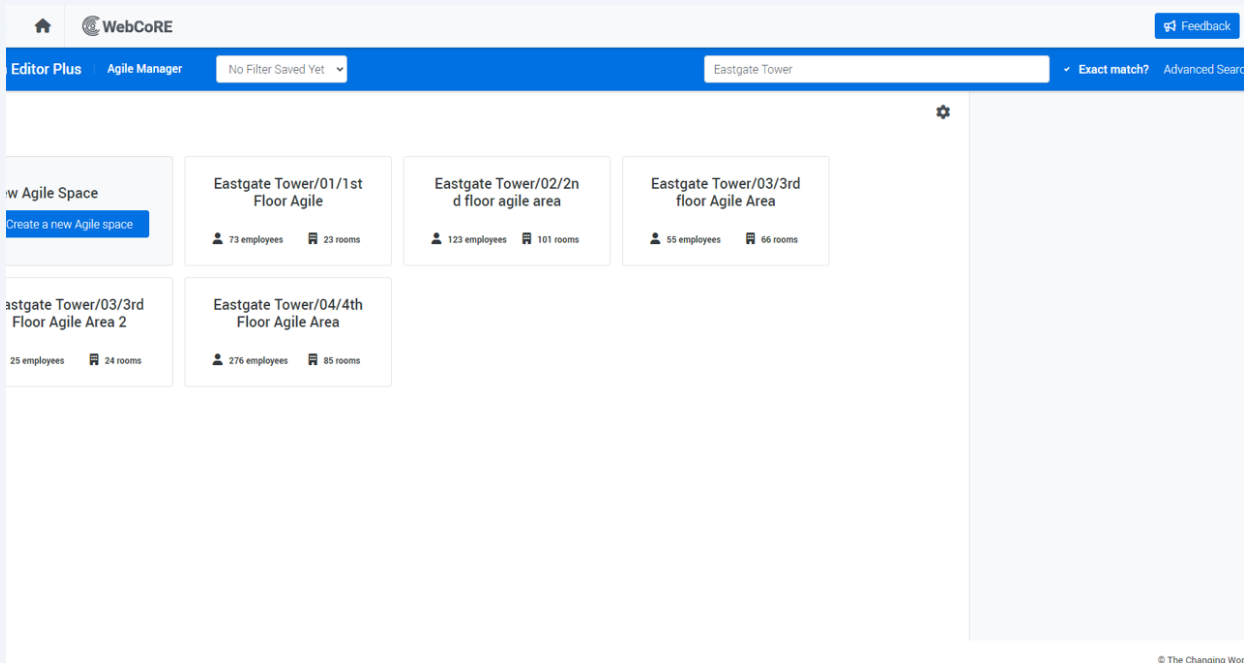 WebCoRE
Feedback
Editor Plus
Agile Manager
No Filter Saved Yet
Eastgate Tower
Exact match?
Advanced
Agile Space
Create a new Agile space
Eastgate Tower/01/1st
Floor Agile
73 employees
23 rooms
Eastgate Tower/02/2n
d floor agile area
123 employees
101 rooms
Eastgate Tower/03/3rd
floor Agile Area
55 employees
66 rooms
astgate Tower/03/3rd
Floor Agile Area 2
25 employees
24 rooms
Eastgate Tower/04/4th
Floor Agile Area
276 employees
85 rooms
© The Changing